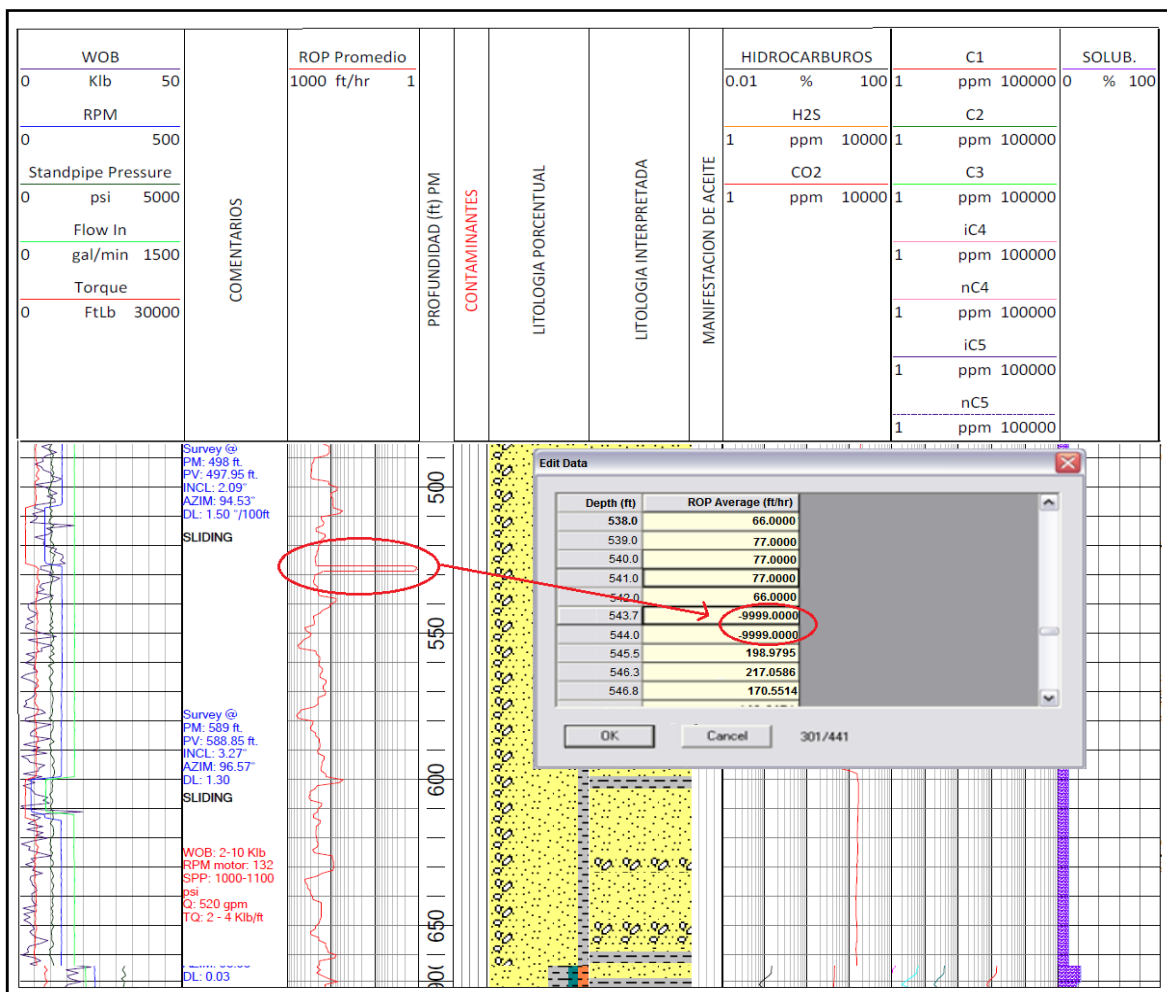 WOB
0 Klb 50
RPM
0 500
Standpipe Pressure
0 psi 5000
Flow In
0 gal/min 1500
Torque
0 FtLb 30000
COMENTARIOS
ROP Promedio
1000 ft/hr 1
PROFUNDIDAD (ft) PM
CONTAMINANTES
LITOLOGIA PORCENTUAL
LITOLOGIA INTERPRETADA
MANIFESTACION DE ACEITE
HIDROCARBUROS
0.01 % 100
H2S
1 ppm 10000
CO2
1 ppm 10000
C1
1 ppm 100000
C2
1 ppm 100000
C3
1 ppm 100000
iC4
1 ppm 100000
nC4
1 ppm 100000
iC5
1 ppm 100000
nC5
1 ppm 100000
SOLUB.
0 % 100
Survey @
PM: 498 ft.
PV: 497.95 ft.
INCL: 2.09°
AZIM: 94.53°
DL: 1.50 °/100ft
SLIDING
Survey @
PM: 589 ft.
PV: 588.85 ft.
INCL: 3.27°
AZIM: 96.57°
DL: 1.30
SLIDING
WOB: 2-10 Klb
RPM motor: 132
SPP: 1000-1100
psi
Q: 520 gpm
TQ: 2 - 4 Klb/ft
DL: 0.03
500
550
600
650
Edit Data
Depth (ft) ROP Average (ft/hr)
538.0 66.0000
539.0 77.0000
540.0 77.0000
541.0 77.0000
542.0 66.0000
543.7 -9999.0000
544.0 -9999.0000
545.5 198.9795
546.3 217.0586
546.8 170.5514
OK Cancel 301/441